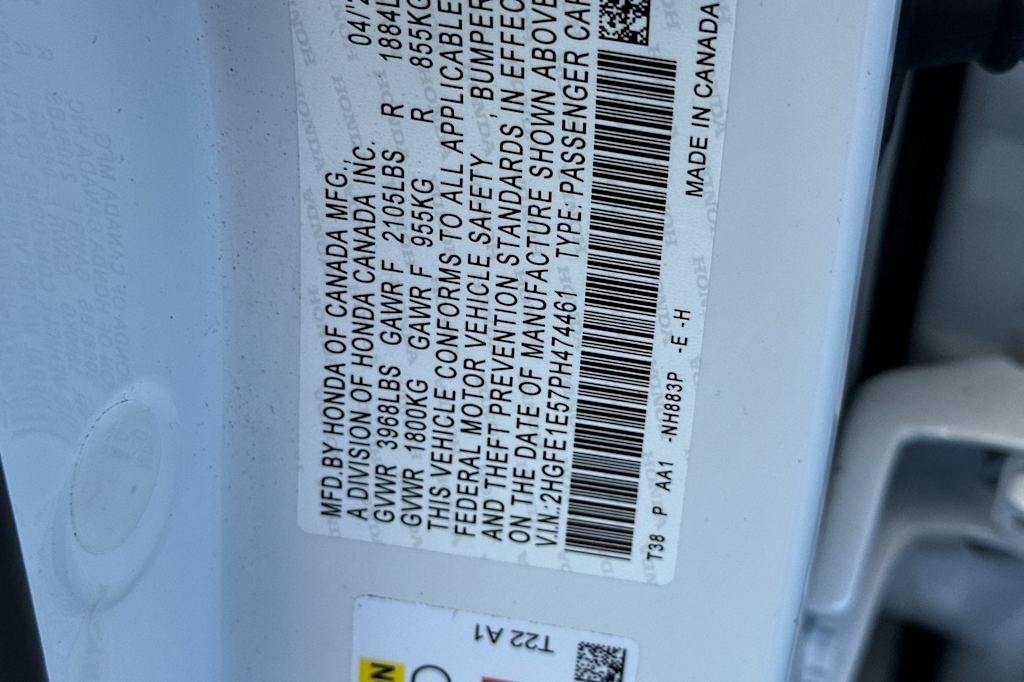 MFD.BY HONDA OF CANADA MFG., 04/'
A DIVISION OF HONDA CANADA INC.
GVWR 3968LBS GAWR F 2105LBS R 1884L
GVWR 1800KG GAWR F 955KG R 855KG
THIS VEHICLE CONFORMS TO ALL APPLICABLE
FEDERAL MOTOR VEHICLE SAFETY, BUMPER
AND THEFT PREVENTION STANDARDS, IN EFFEC
ON THE DATE OF MANUFACTURE SHOWN ABOVE
V.I.N.:2HGFE1E57PH474461 TYPE: PASSENGER CAR
T38 P AA1 -NH883P -E -H
MADE IN CANADA
T22 A1